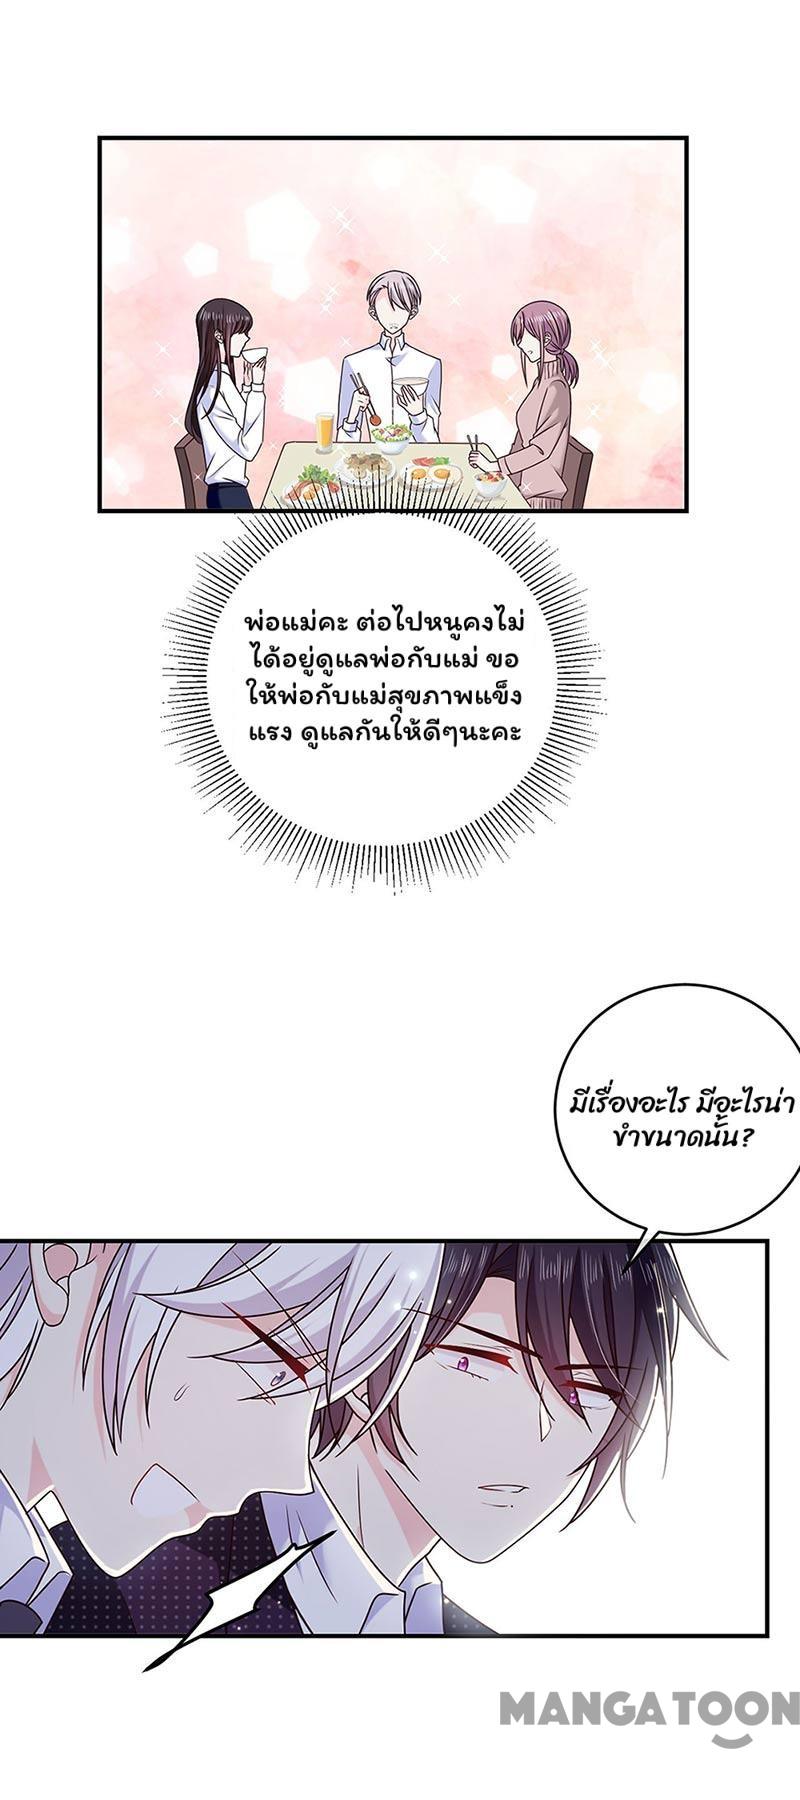 พ่อแม่คะ ต่อไปหนูคงไม่
ได้อยู่ดูแลพ่อกับแม่ ขอ
ให้พ่อกับแม่สุขภาพแข็ง
แรง ดูแลกันให้ดีๆนะคะ
มีเรื่องอะไร มีอะไรน่า
ขำขนาดนั้น?
MANGA TOON